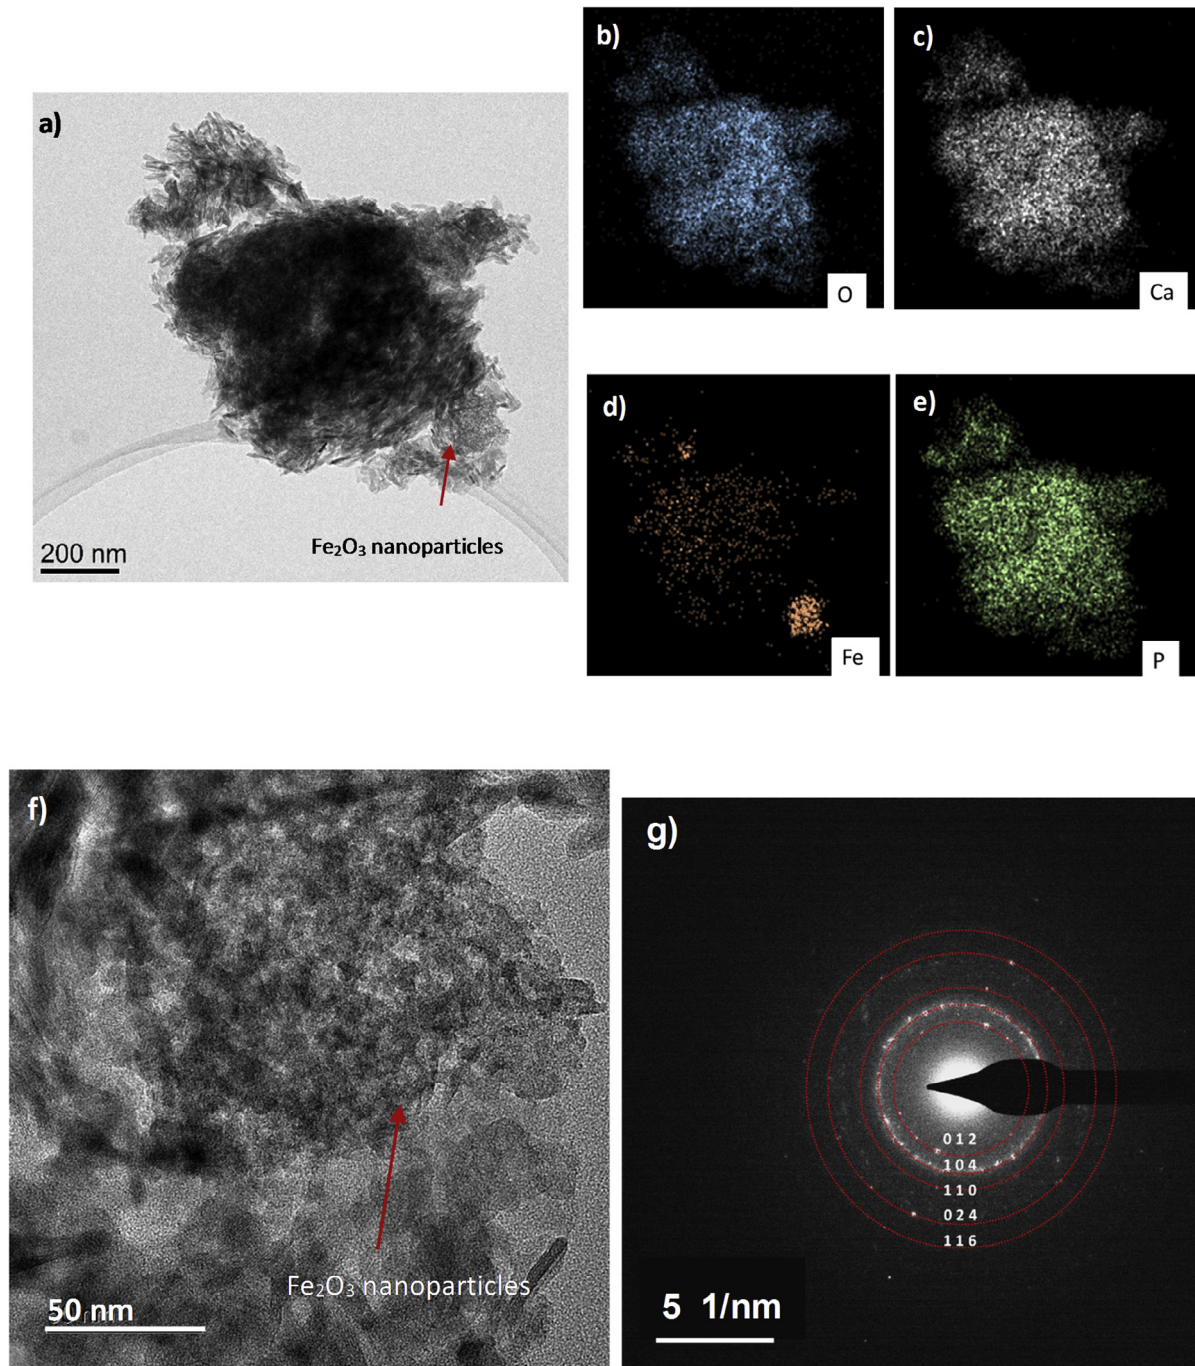 a)
Fe₂O₃ nanoparticles
200 nm
b)
O
c)
Ca
d)
Fe
e)
P
f)
Fe₂O₃ nanoparticles
50 nm
g)
0 1 2
1 0 4
1 1 0
0 2 4
1 1 6
5 1/nm